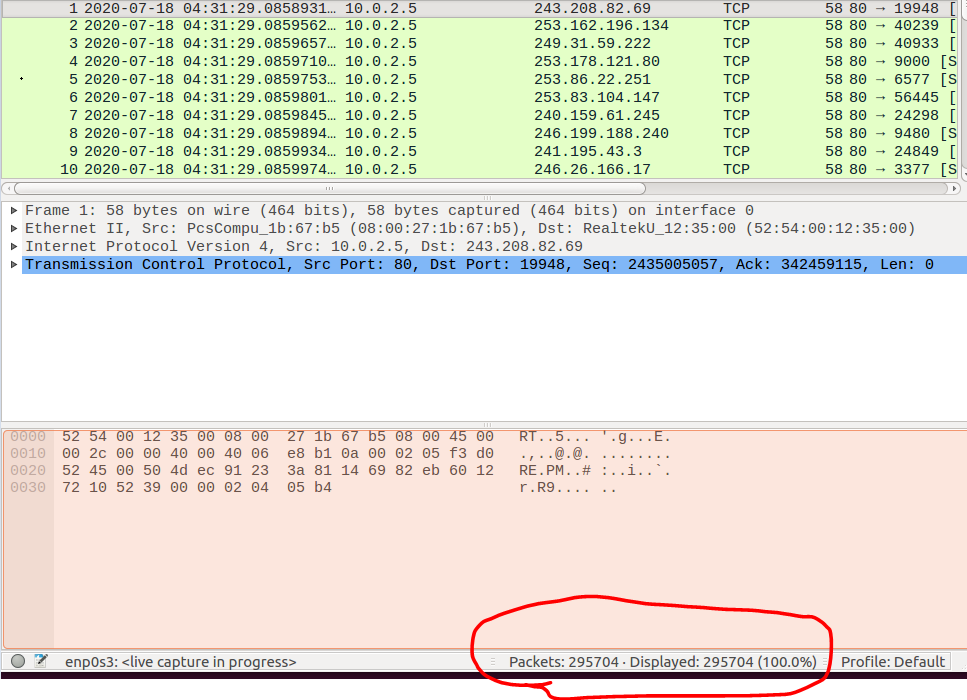 1 2020-07-18 04:31:29.0858931… 10.0.2.5 243.208.82.69 TCP 58 80 → 19948 [
2 2020-07-18 04:31:29.0859562… 10.0.2.5 253.162.196.134 TCP 58 80 → 40239 [
3 2020-07-18 04:31:29.0859657… 10.0.2.5 249.31.59.222 TCP 58 80 → 40933 [
4 2020-07-18 04:31:29.0859710… 10.0.2.5 253.178.121.80 TCP 58 80 → 9000 [S
5 2020-07-18 04:31:29.0859753… 10.0.2.5 253.86.22.251 TCP 58 80 → 6577 [S
6 2020-07-18 04:31:29.0859801… 10.0.2.5 253.83.104.147 TCP 58 80 → 56445 [
7 2020-07-18 04:31:29.0859845… 10.0.2.5 240.159.61.245 TCP 58 80 → 24298 [
8 2020-07-18 04:31:29.0859894… 10.0.2.5 246.199.188.240 TCP 58 80 → 9480 [S
9 2020-07-18 04:31:29.0859934… 10.0.2.5 241.195.43.3 TCP 58 80 → 24849 [
10 2020-07-18 04:31:29.0859974… 10.0.2.5 246.26.166.17 TCP 58 80 → 3377 [S
Frame 1: 58 bytes on wire (464 bits), 58 bytes captured (464 bits) on interface 0
Ethernet II, Src: PcsCompu_1b:67:b5 (08:00:27:1b:67:b5), Dst: RealtekU_12:35:00 (52:54:00:12:35:00)
Internet Protocol Version 4, Src: 10.0.2.5, Dst: 243.208.82.69
Transmission Control Protocol, Src Port: 80, Dst Port: 19948, Seq: 2435005057, Ack: 342459115, Len: 0
0000 52 54 00 12 35 00 08 00 27 1b 67 b5 08 00 45 00 RT..5... '.g...E.
0010 00 2c 00 00 40 00 40 06 e8 b1 0a 00 02 05 f3 d0 .,..@.@. ........
0020 52 45 00 50 4d ec 91 23 3a 81 14 69 82 eb 60 12 RE.PM..# :..i..`.
0030 72 10 52 39 00 00 02 04 05 b4 r.R9.... ..
enp0s3: <live capture in progress> Packets: 295704 · Displayed: 295704 (100.0%) Profile: Default